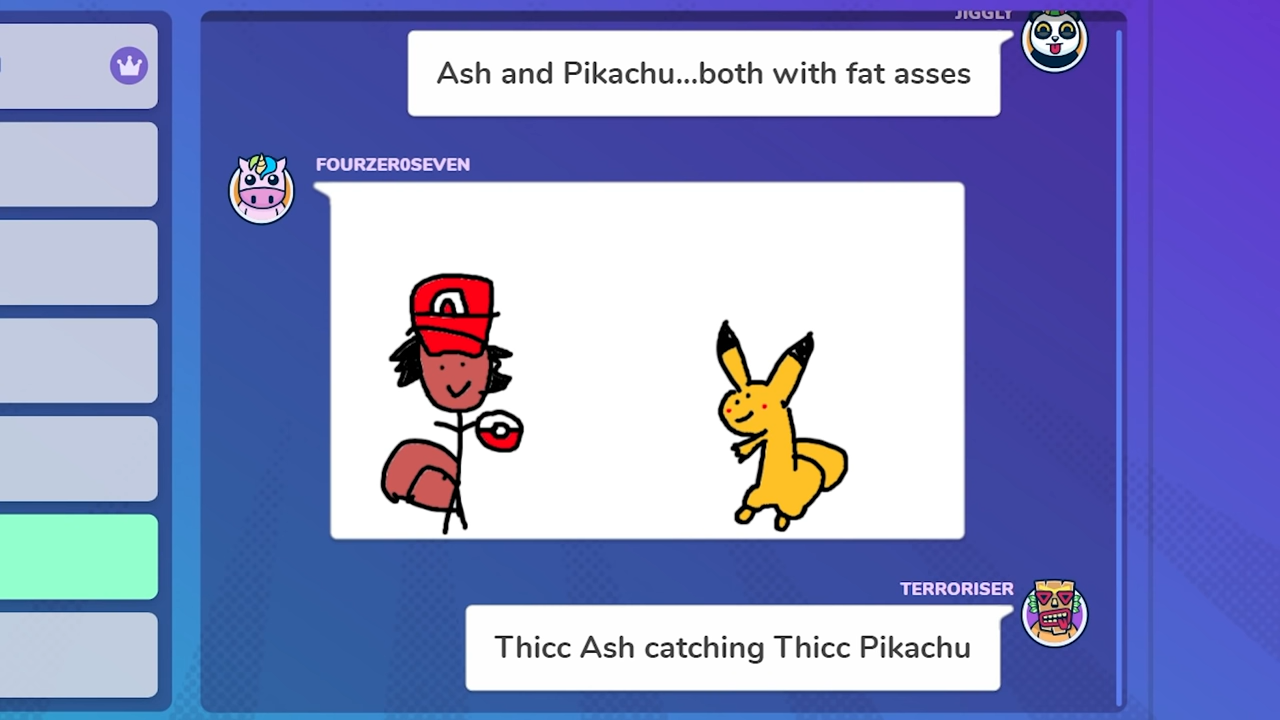 JIGGLY
Ash and Pikachu...both with fat asses
FOURZER0SEVEN
TERRORISER
Thicc Ash catching Thicc Pikachu